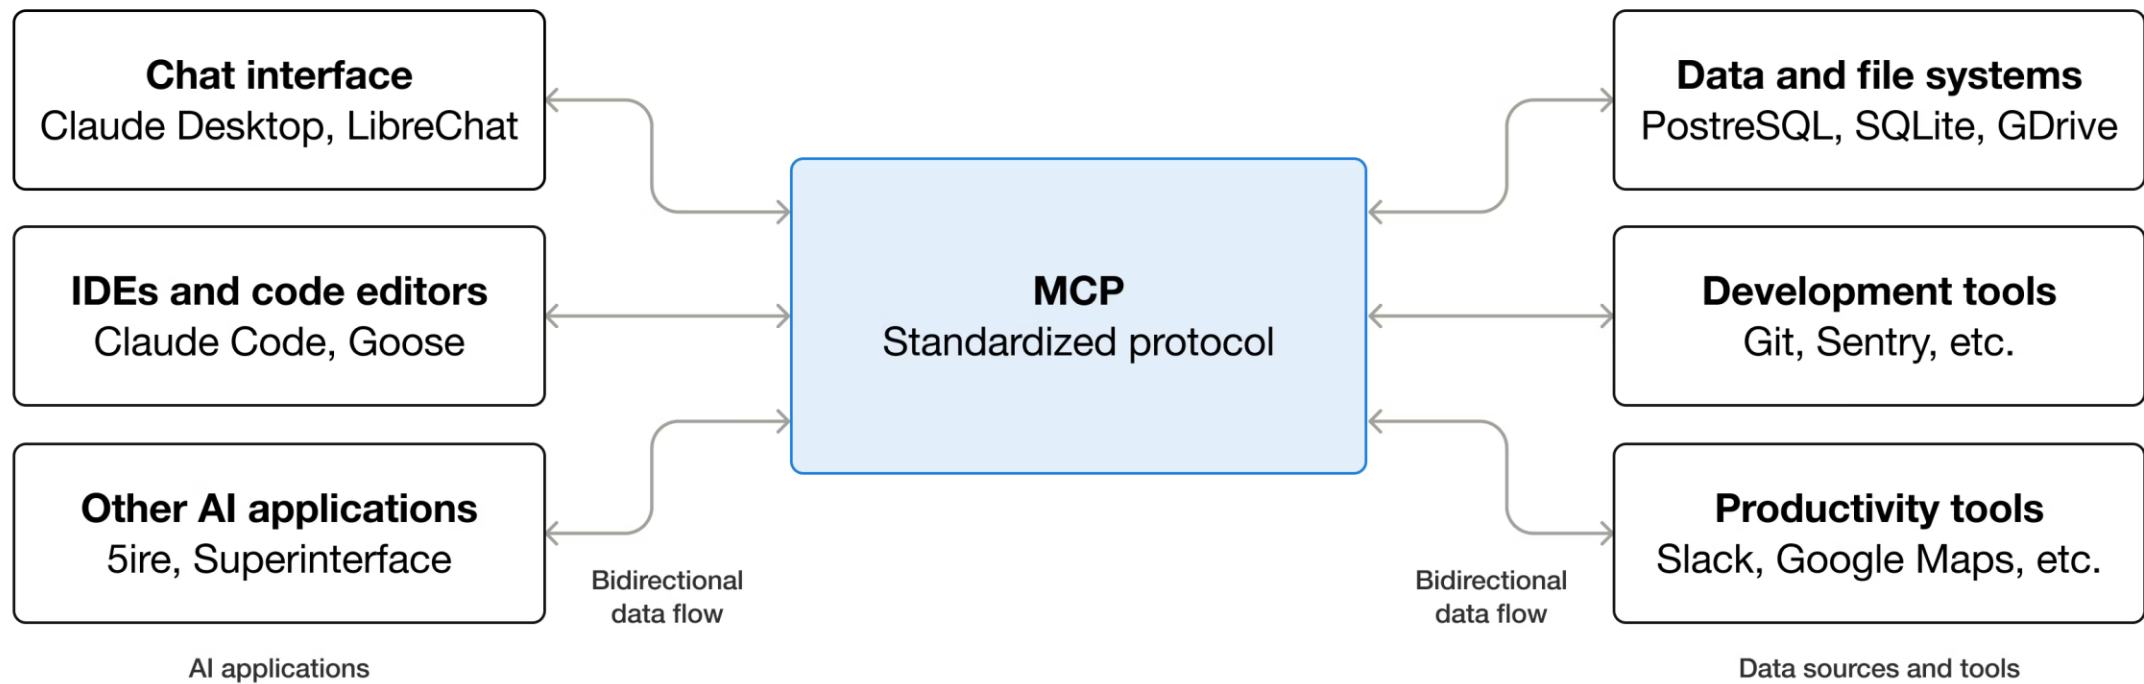 Chat interface
Claude Desktop, LibreChat
IDEs and code editors
Claude Code, Goose
Other AI applications
5ire, Superinterface
AI applications
Bidirectional
data flow
MCP
Standardized protocol
Bidirectional
data flow
Data and file systems
PostreSQL, SQLite, GDrive
Development tools
Git, Sentry, etc.
Productivity tools
Slack, Google Maps, etc.
Data sources and tools